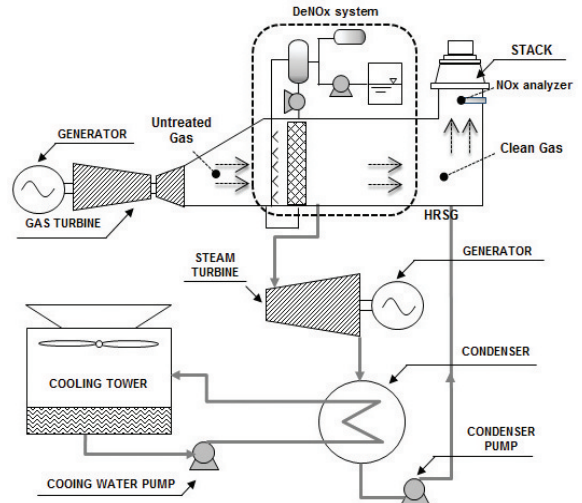 DeNOx system
STACK
NOx analyzer
Untreated
Gas
GENERATOR
Clean Gas
GAS TURBINE
HRSG
STEAM
TURBINE
GENERATOR
CONDENSER
COOLING TOWER
CONDENSER
PUMP
COOING WATER PUMP